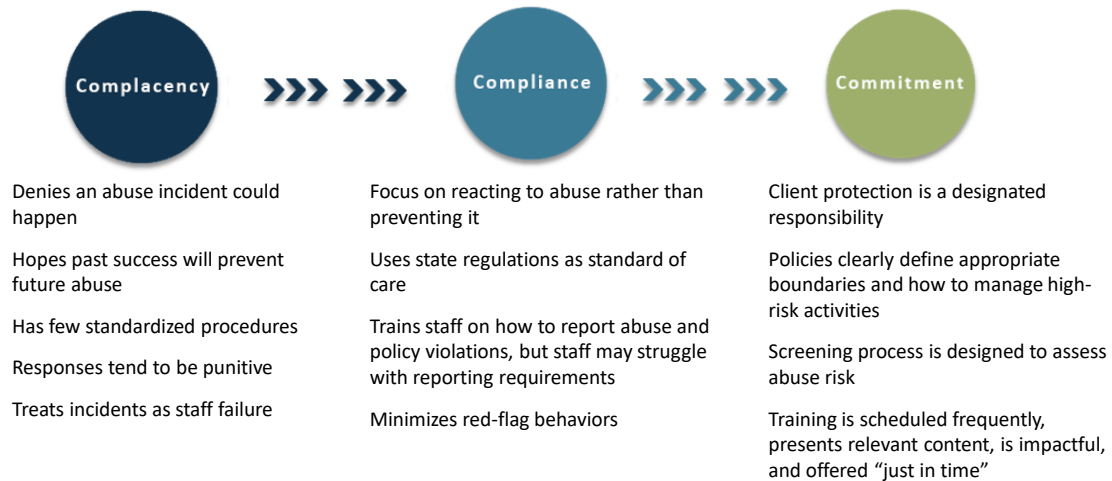 Complacency
Compliance
Commitment
Denies an abuse incident could
happen
Hopes past success will prevent
future abuse
Has few standardized procedures
Responses tend to be punitive
Treats incidents as staff failure
Focus on reacting to abuse rather than
preventing it
Uses state regulations as standard of
care
Trains staff on how to report abuse and
policy violations, but staff may struggle
with reporting requirements
Minimizes red-flag behaviors
Client protection is a designated
responsibility
Policies clearly define appropriate
boundaries and how to manage high-
risk activities
Screening process is designed to assess
abuse risk
Training is scheduled frequently,
presents relevant content, is impactful,
and offered “just in time”